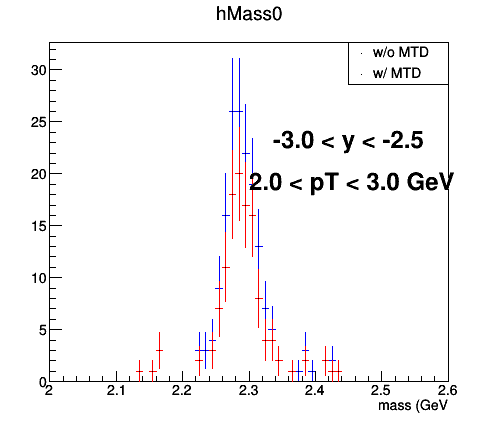 hMass0
w/o MTD
w/ MTD
-3.0 < y < -2.5
2.0 < pT < 3.0 GeV
30
25
20
15
10
5
0
2 2.1 2.2 2.3 2.4 2.5 2.6
mass (GeV